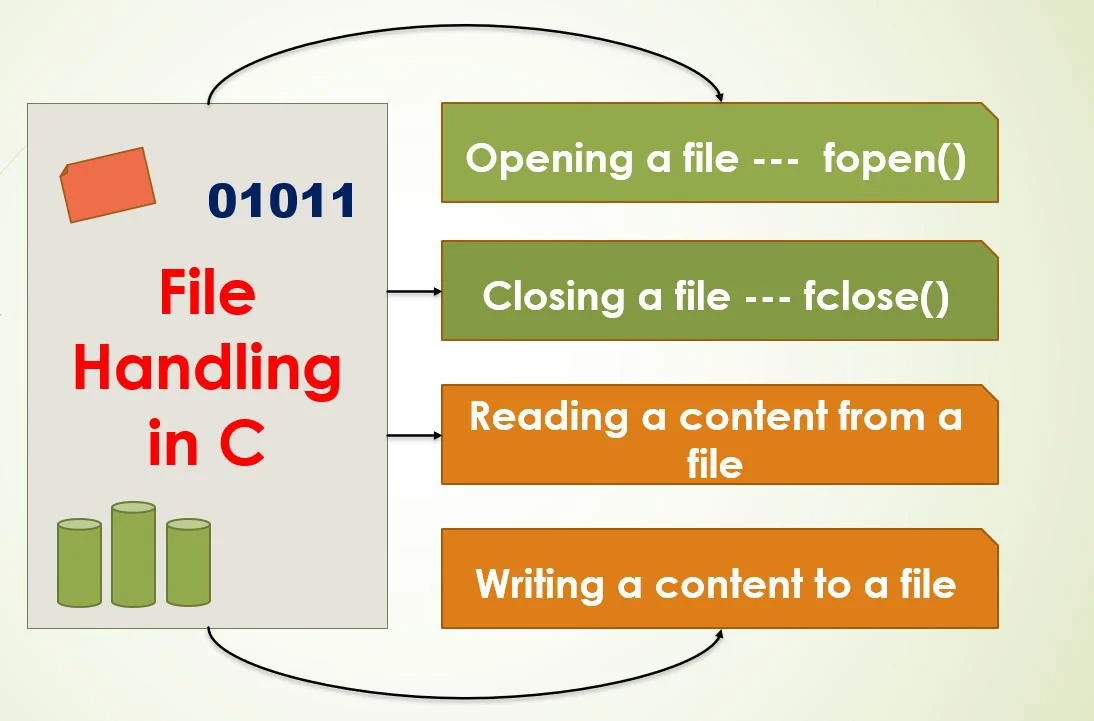 01011
File
Handling
in C
Opening a file --- fopen()
Closing a file --- fclose()
Reading a content from a
file
Writing a content to a file